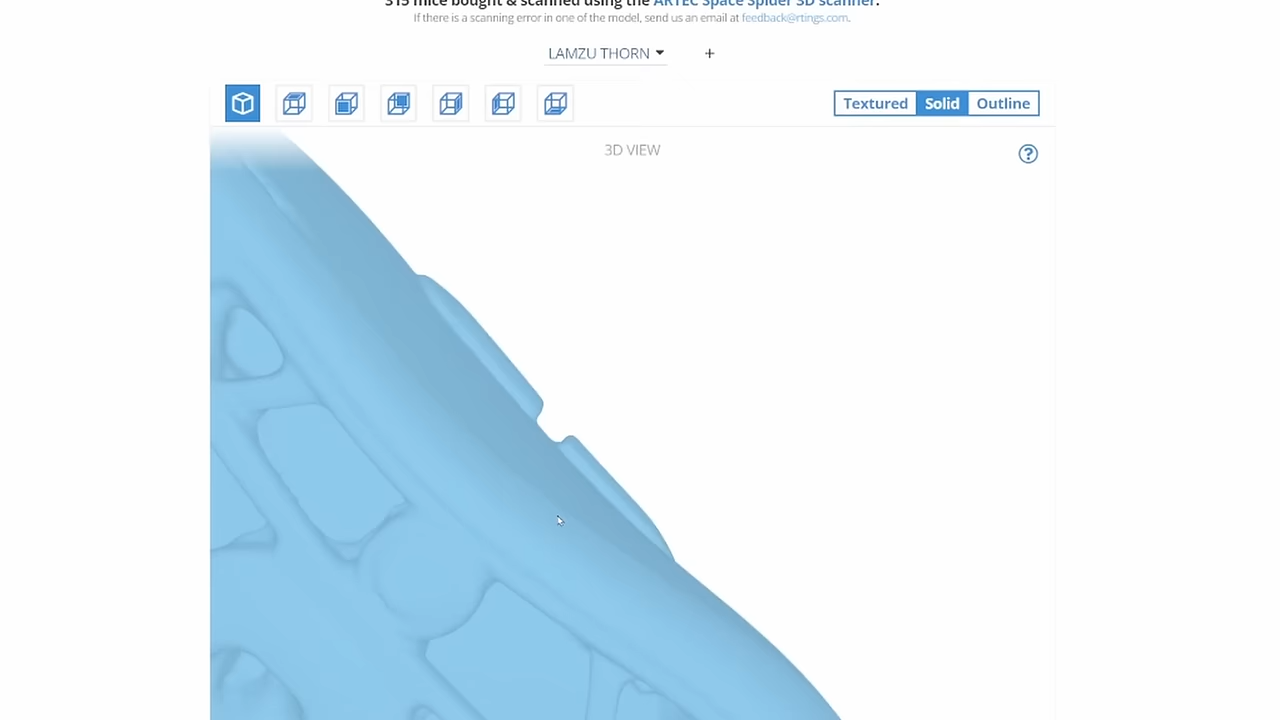 315 mice bought & scanned using the ARTEC Space Spider 3D scanner.
If there is a scanning error in one of the model, send us an email at feedback@rtings.com.
LAMZU THORN +
Textured Solid Outline
3D VIEW
?